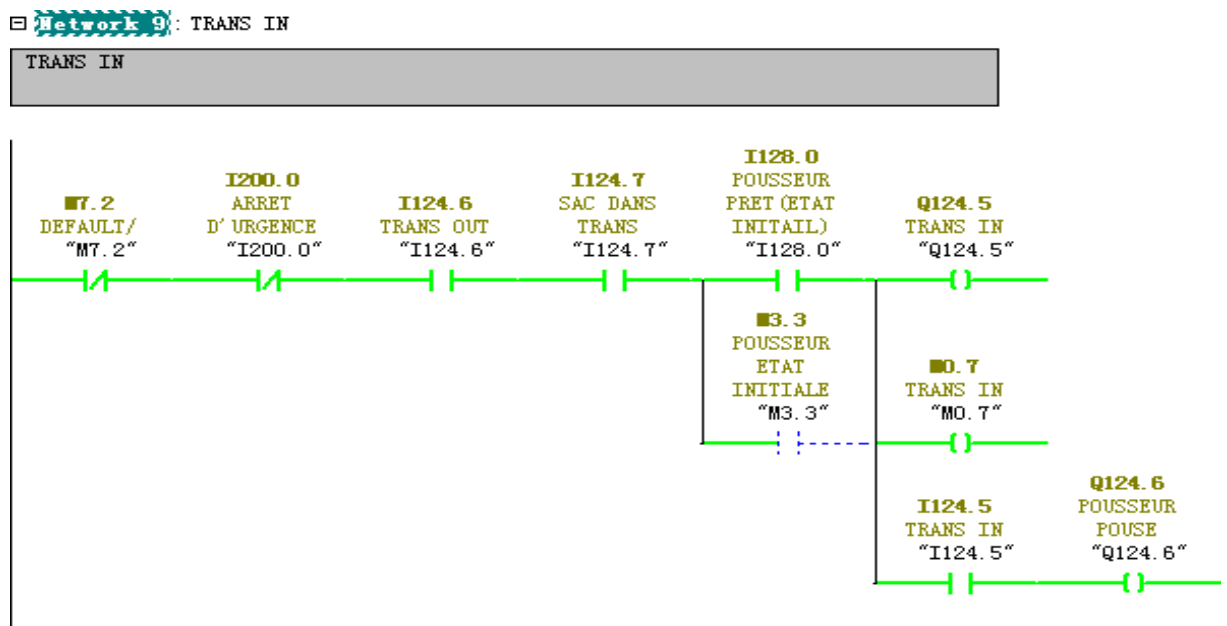 Network 9: TRANS IN
TRANS IN
M7.2
DEFAULT/
"M7.2"
I200.0
ARRET
D'URGENCE
"I200.0"
I124.6
TRANS OUT
"I124.6"
I124.7
SAC DANS
TRANS
"I124.7"
I128.0
POUSSEUR
PRET(ETAT
INITAIL)
"I128.0"
Q124.5
TRANS IN
"Q124.5"
M3.3
POUSSEUR
ETAT
INITIALE
"M3.3"
M0.7
TRANS IN
"M0.7"
I124.5
TRANS IN
"I124.5"
Q124.6
POUSSEUR
POUSE
"Q124.6"